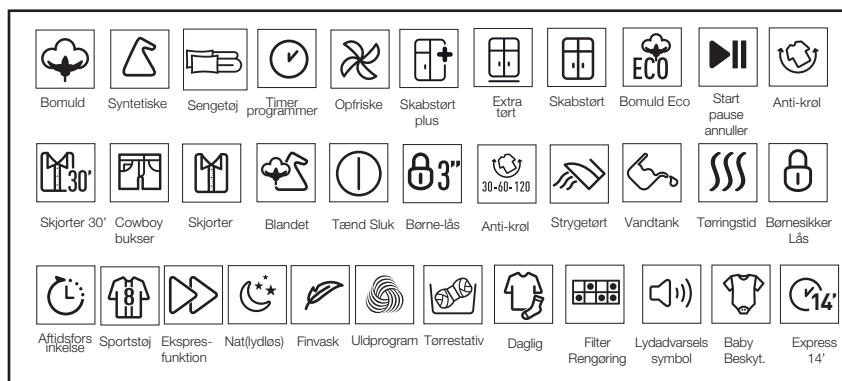 ECO
Bomuld
Syntetiske
Sengetøj
Timer
programmer
Opfriske
Skabstørt
plus
Extra
tørt
Skabstørt
Bomuld Eco
Start
pause
annuller
Anti-krøl
30'
3"
30-60-120
Skjorter 30'
Cowboy
bukser
Skjorter
Blandet
Tænd Sluk
Børne-lås
Anti-krøl
Strygetørt
Vandtank
Tørringstid
Børnesikker
Lås
8
14'
Aftidsfors
inkelse
Sportstøj
Ekspres-
funktion
Nat(lydløs)
Finvask
Uldprogram
Tørrestativ
Daglig
Filter
Rengøring
Lydadvarsels
symbol
Baby
Beskyt.
Express
14'